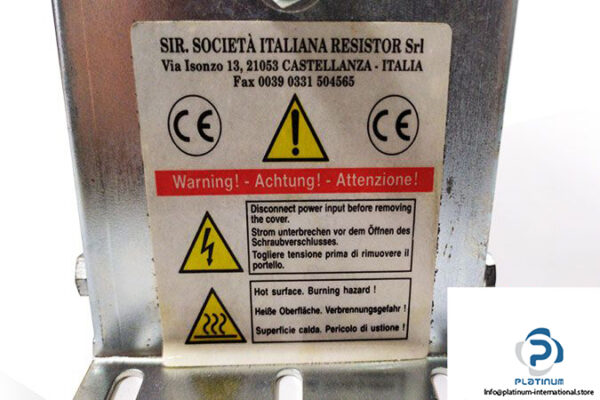 SIR. SOCIETÀ ITALIANA RESISTOR Srl
Via Isonzo 13, 21053 CASTELLANZA - ITALIA
Fax 0039 0331 504565
CE
CE
Warning! - Achtung! - Attenzione!
Disconnect power input before removing
the cover.
Strom unterbrechen vor dem Öffnen des
Schraubverschlusses.
Togliere tensione prima di rimuovere il
portello.
Hot surface. Burning hazard !
Heiße Oberfläche. Verbrennungsgefahr !
Superficie calda. Pericolo di ustione !
PLATINUM
Info@platinum-international.store